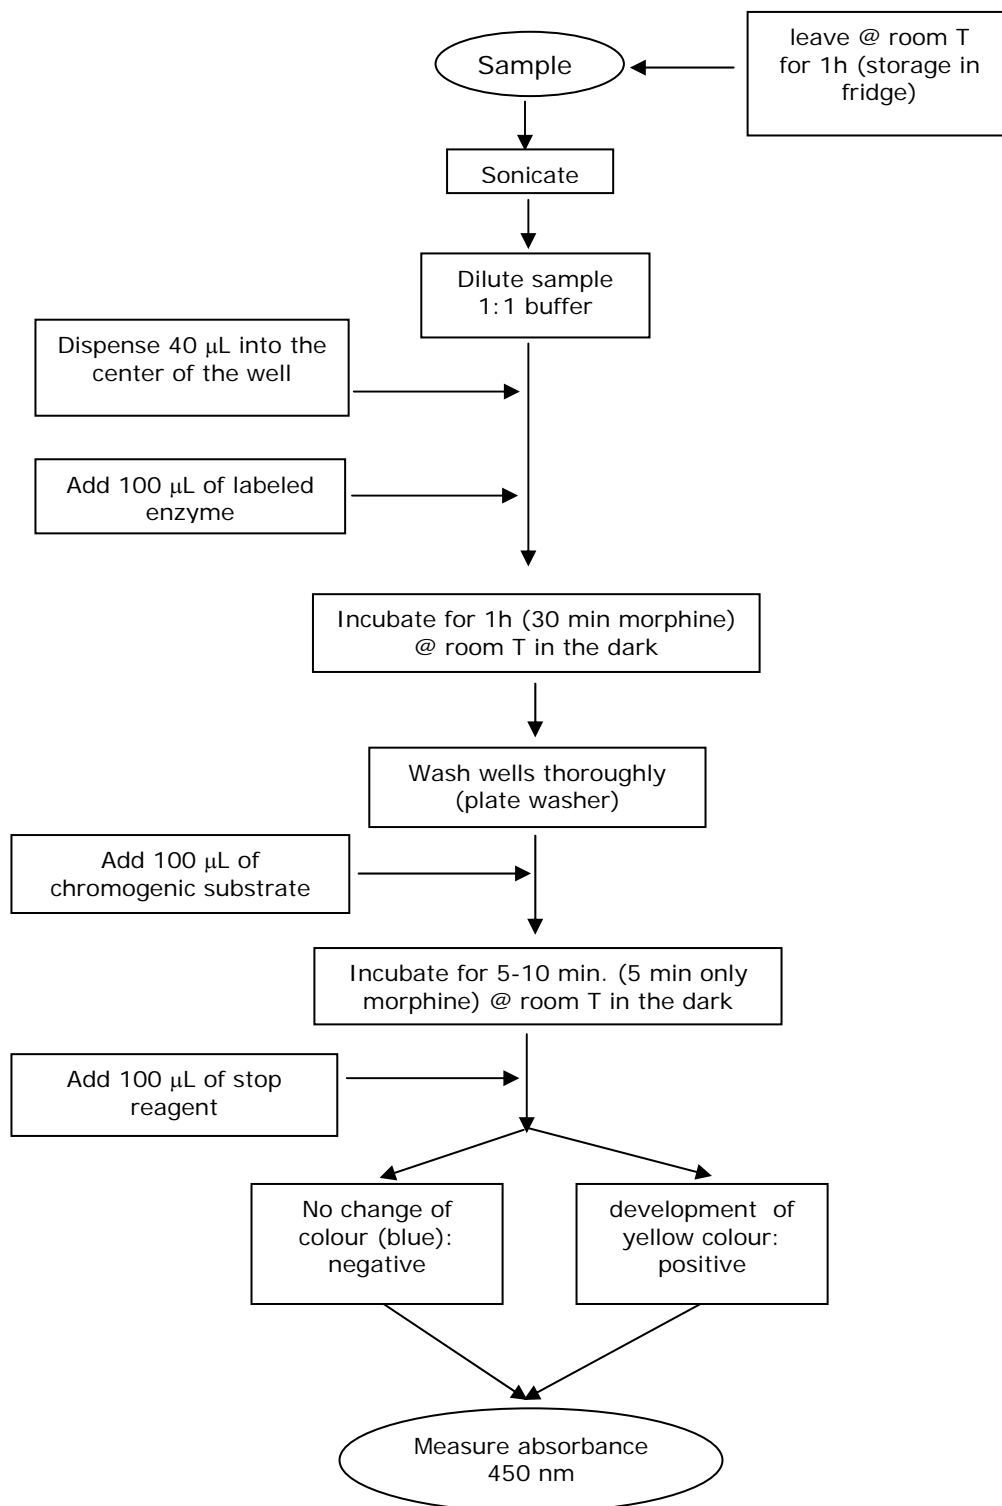 Sample
leave @ room T
for 1h (storage in
fridge)
Sonicate
Dilute sample
1:1 buffer
Dispense 40 μL into the
center of the well
Add 100 μL of labeled
enzyme
Incubate for 1h (30 min morphine)
@ room T in the dark
Wash wells thoroughly
(plate washer)
Add 100 μL of
chromogenic substrate
Incubate for 5-10 min. (5 min only
morphine) @ room T in the dark
Add 100 μL of stop
reagent
No change of
colour (blue):
negative
development of
yellow colour:
positive
Measure absorbance
450 nm